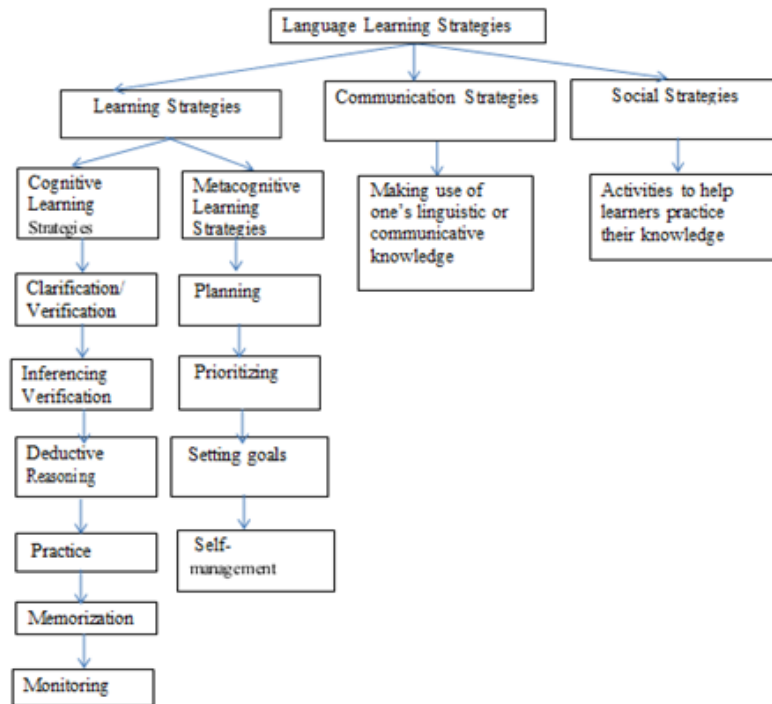 Language Learning Strategies
Learning Strategies
Communication Strategies
Social Strategies
Cognitive
Learning
Strategies
Metacognitive
Learning
Strategies
Making use of
one's linguistic or
communicative
knowledge
Activities to help
learners practice
their knowledge
Clarification/
Verification
Planning
Inferencing
Verification
Prioritizing
Deductive
Reasoning
Setting goals
Practice
Self-
management
Memorization
Monitoring